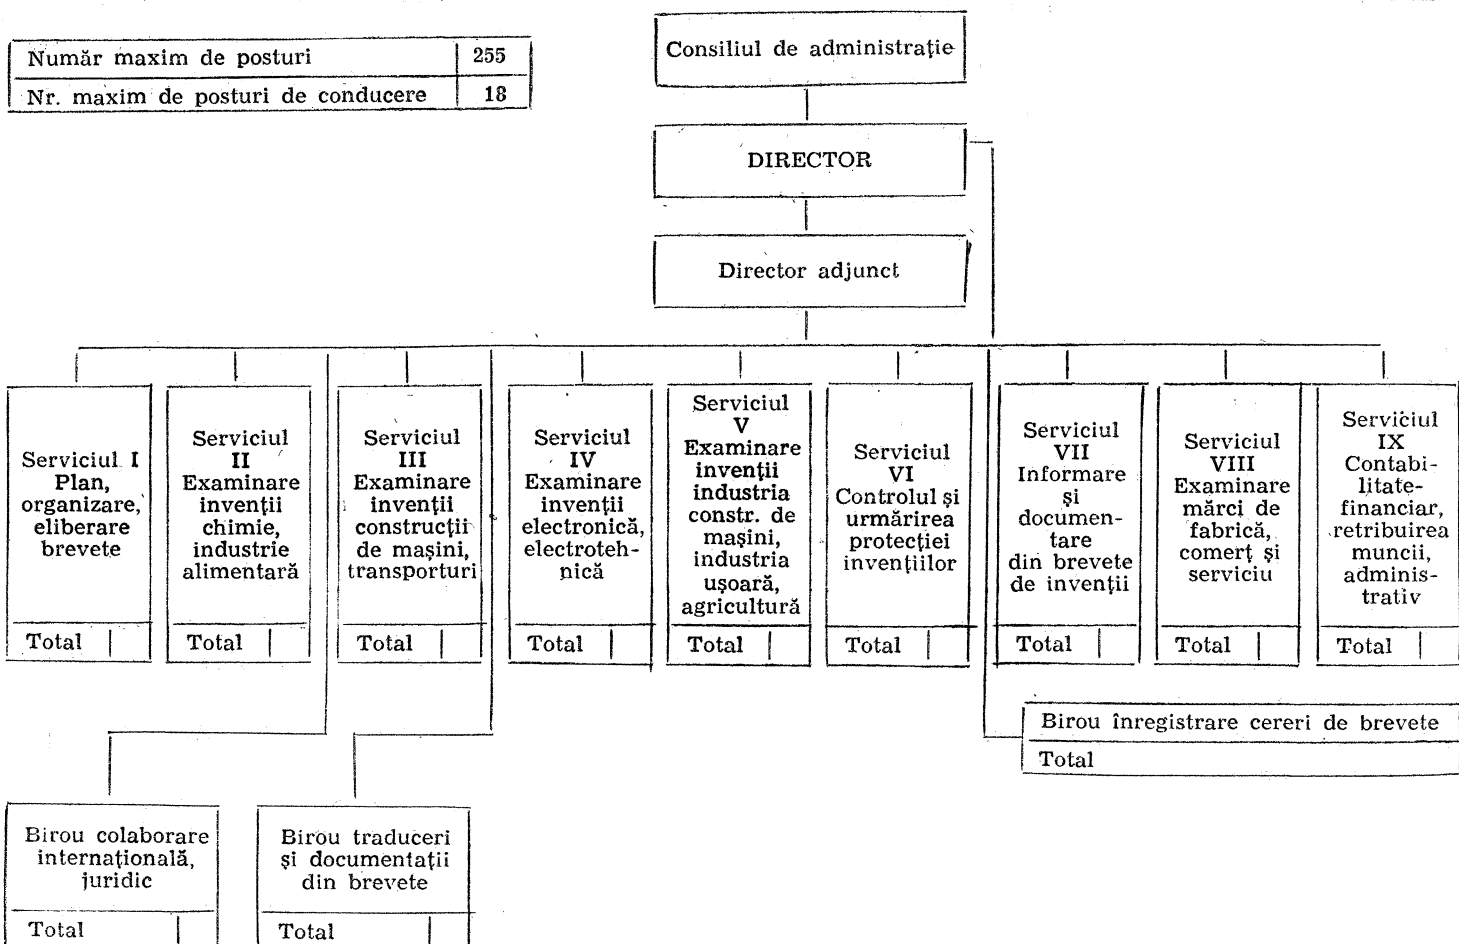 Număr maxim de posturi 255
Nr. maxim de posturi de conducere 18
Consiliul de administrație
DIRECTOR
Director adjunct
Serviciul I
Plan,
organizare,
eliberare
brevete
Total
Serviciul
II
Examinare
invenții
chimie,
industrie
alimentară
Total
Serviciul
III
Examinare
invenții
construcții
de mașini,
transporturi
Total
Serviciul
IV
Examinare
invenții
electronică,
electroteh-
nică
Total
Serviciul
V
Examinare
invenții
industria
constr. de
mașini,
industria
ușoară,
agricultură
Total
Serviciul
VI
Controlul și
urmărirea
protecției
invențiilor
Total
Serviciul
VII
Informare
și
documen-
tare
din brevete
de invenții
Total
Serviciul
VIII
Examinare
mărci de
fabrică,
comerț și
serviciu
Total
Serviciul
IX
Contabi-
litate-
financiar,
retribuirea
muncii,
adminis-
trativ
Total
Birou înregistrare cereri de brevete
Total
Birou colaborare
internațională,
juridic
Total
Birou traduceri
și documentații
din brevete
Total